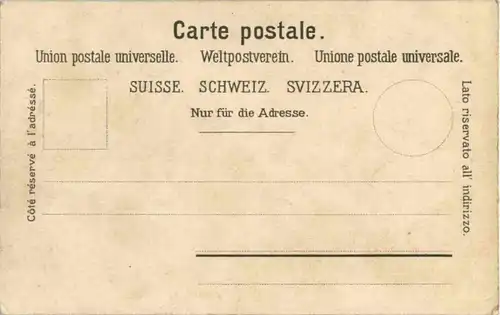 Carte postale.
Union postale universelle. Weltpostverein. Unione postale universale.
SUISSE. SCHWEIZ. SVIZZERA.
Nur für die Adresse.
Côté réservé à l'adréssé.
Lato riservato all' indirizzo.